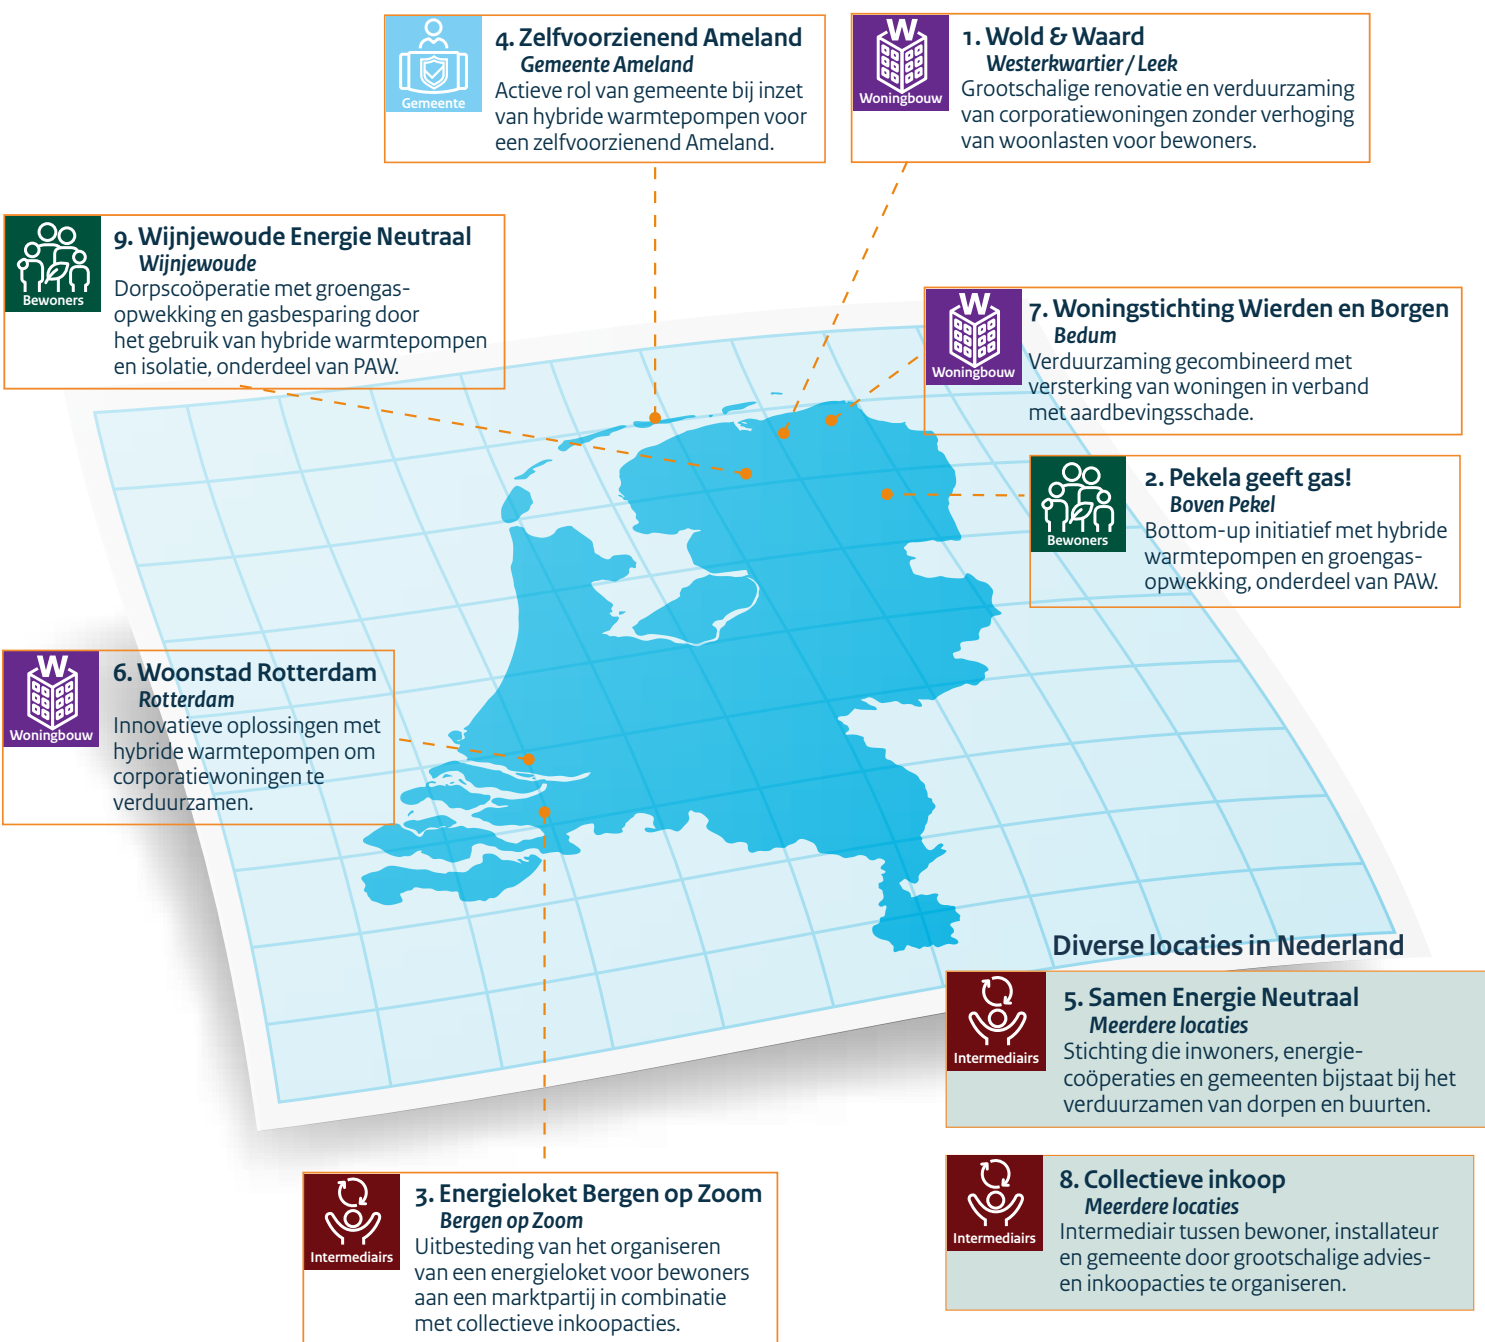 Gemeente
4. Zelfvoorzienend Ameland
Gemeente Ameland
Actieve rol van gemeente bij inzet
van hybride warmtepompen voor
een zelfvoorzienend Ameland.
W
Woningbouw
1. Wold & Waard
Westerkwartier / Leek
Grootschalige renovatie en verduurzaming
van corporatiewoningen zonder verhoging
van woonlasten voor bewoners.
Bewoners
9. Wijnjewoude Energie Neutraal
Wijnjewoude
Dorpscoöperatie met groengas-
opwekking en gasbesparing door
het gebruik van hybride warmtepompen
en isolatie, onderdeel van PAW.
W
Woningbouw
7. Woningstichting Wierden en Borgen
Bedum
Verduurzaming gecombineerd met
versterking van woningen in verband
met aardbevingsschade.
Bewoners
2. Pekela geeft gas!
Boven Pekel
Bottom-up initiatief met hybride
warmtepompen en groengas-
opwekking, onderdeel van PAW.
W
Woningbouw
6. Woonstad Rotterdam
Rotterdam
Innovatieve oplossingen met
hybride warmtepompen om
corporatiewoningen te
verduurzamen.
Diverse locaties in Nederland
Intermediairs
5. Samen Energie Neutraal
Meerdere locaties
Stichting die inwoners, energie-
coöperaties en gemeenten bijstaat bij het
verduurzamen van dorpen en buurten.
Intermediairs
8. Collectieve inkoop
Meerdere locaties
Intermediair tussen bewoner, installateur
en gemeente door grootschalige advies-
en inkoopacties te organiseren.
Intermediairs
3. Energieloket Bergen op Zoom
Bergen op Zoom
Uitbesteding van het organiseren
van een energieloket voor bewoners
aan een marktpartij in combinatie
met collectieve inkoopacties.